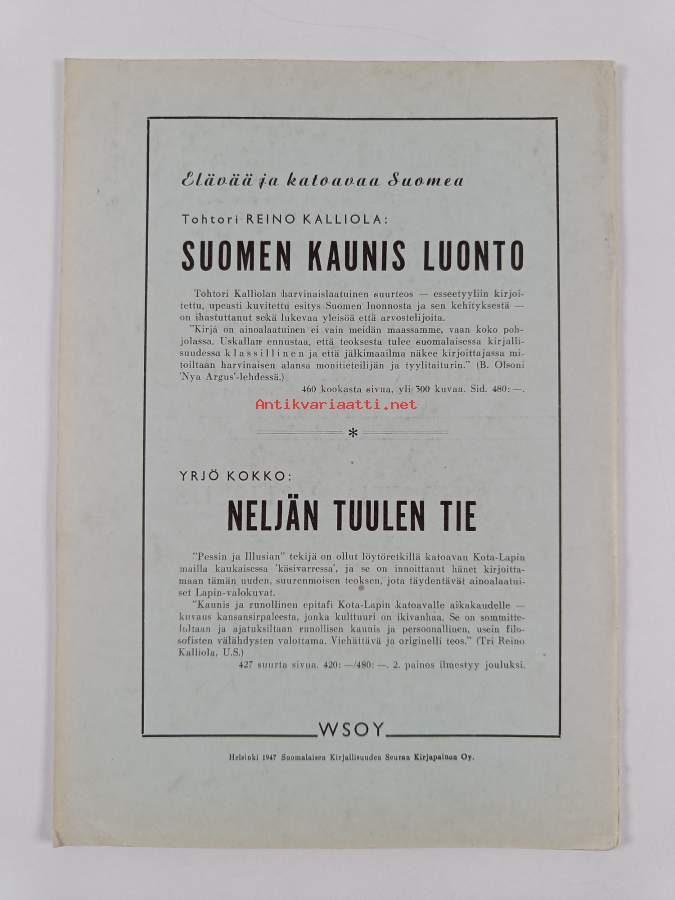 Elävää ja katoavaa Suomea
Tohtori REINO KALLIOLA:
SUOMEN KAUNIS LUONTO
Tohtori Kalliolan harvinaislaatuinen suurteos — esseetyyliin kirjoi-
tettu, upeasti kuvitettu esitys Suomen luonnosta ja sen kehityksestä —
on ihastuttanut sekä lukevaa yleisöä että arvostelijoita.
"Kirja on ainoalaatuinen ei vain meidän maassamme, vaan koko poh-
jolassa. Uskallan ennustaa, että teoksesta tulee suomalaisessa kirjalli-
suudessa klassillinen ja että jälkimaailma näkee kirjoittajassa mi-
toiltaan harvinaisen alansa monitieteilijän ja tyylitaiturin." (B. Olsoni
'Nya Argus'-lehdessä.)
460 kookasta sivua, yli 300 kuvaa. Sid. 480: —.
Antikvariaatti.net
*
YRJÖ KOKKO:
NELJÄN TUULEN TIE
"Pessin ja Illusian" tekijä on ollut löytöretkillä katoavan Kota-Lapin
mailla kaukaisessa 'käsivarressa', ja se on innoittanut hänet kirjoitta-
maan tämän uuden, suurenmoisen teoksen, jota täydentävät ainoalaatui-
set Lapin-valokuvat.
"Kaunis ja runollinen epitafi Kota-Lapin katoavalle aikakaudelle —
kuvaus kansansirpaleesta, jonka kulttuuri on ikivanhaa. Se on sommitte-
lultaan ja ajatuksiltaan runollisen kaunis ja persoonallinen, usein filo-
sofisten välähdysten valottama. Viehättävä ja originelli teos." (Tri Reino
Kalliola, U.S.)
427 suurta sivua. 420: —/480: —. 2. painos ilmestyy jouluksi.
WSOY
Helsinki 1947 Suomalaisen Kirjallisuuden Seuran Kirjapainon Oy.